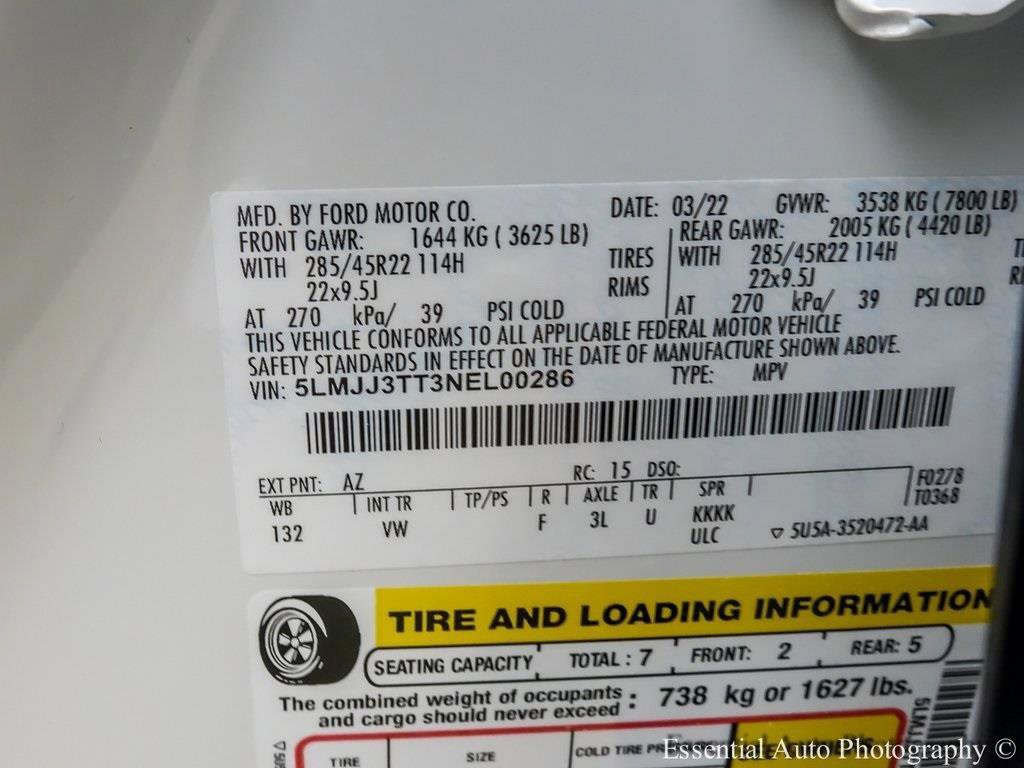 MFD. BY FORD MOTOR CO. DATE: 03/22 GVWR: 3538 KG ( 7800 LB)
FRONT GAWR: 1644 KG ( 3625 LB) REAR GAWR: 2005 KG ( 4420 LB)
WITH 285/45R22 114H TIRES WITH 285/45R22 114H
22x9.5J RIMS 22x9.5J
AT 270 kPa/ 39 PSI COLD AT 270 kPa/ 39 PSI COLD
THIS VEHICLE CONFORMS TO ALL APPLICABLE FEDERAL MOTOR VEHICLE
SAFETY STANDARDS IN EFFECT ON THE DATE OF MANUFACTURE SHOWN ABOVE.
VIN: 5LMJJ3TT3NEL00286 TYPE: MPV
EXT PNT: AZ RC: 15 DSO: F0278
WB INT TR TP/PS R AXLE TR SPR T0368
132 VW F 3L U KKKK
ULC 5U5A-3520472-AA
TIRE AND LOADING INFORMATION
SEATING CAPACITY TOTAL : 7 FRONT: 2 REAR: 5
The combined weight of occupants
and cargo should never exceed : 738 kg or 1627 lbs.
TIRE SIZE COLD TIRE
Essential Auto Photography ©